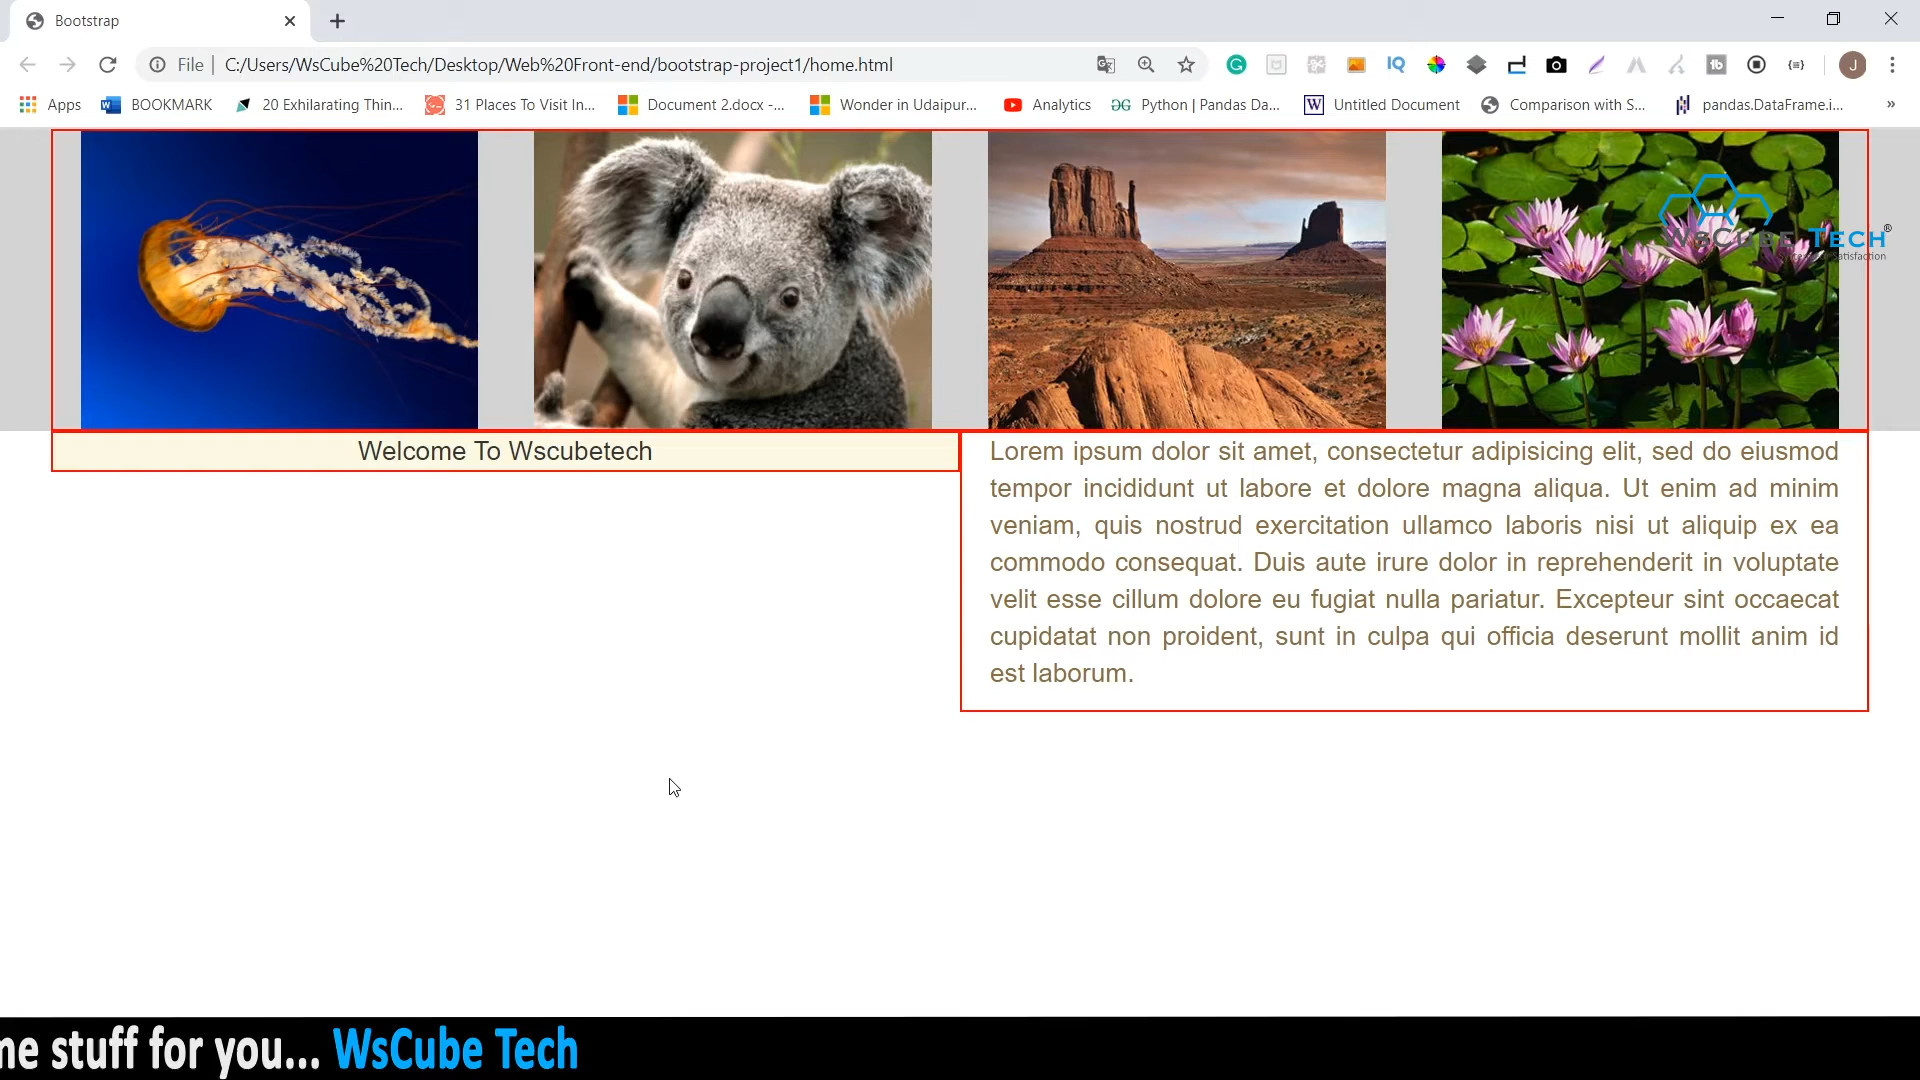 Bootstrap
File
C:/Users/WsCube%20Tech/Desktop/Web%20Front-end/bootstrap-project1/home.html
IQ
tb
{≡}
J
Apps
BOOKMARK
20 Exhilarating Thin...
31 Places To Visit In...
Document 2.docx -...
Wonder in Udaipur...
Analytics
Python | Pandas Da...
Untitled Document
Comparison with S...
pandas.DataFrame.i...
»
WsCube Tech®
Satisfaction
Welcome To Wscubetech
Lorem ipsum dolor sit amet, consectetur adipisicing elit, sed do eiusmod
tempor incididunt ut labore et dolore magna aliqua. Ut enim ad minim
veniam, quis nostrud exercitation ullamco laboris nisi ut aliquip ex ea
commodo consequat. Duis aute irure dolor in reprehenderit in voluptate
velit esse cillum dolore eu fugiat nulla pariatur. Excepteur sint occaecat
cupidatat non proident, sunt in culpa qui officia deserunt mollit anim id
est laborum.
me stuff for you... WsCube Tech